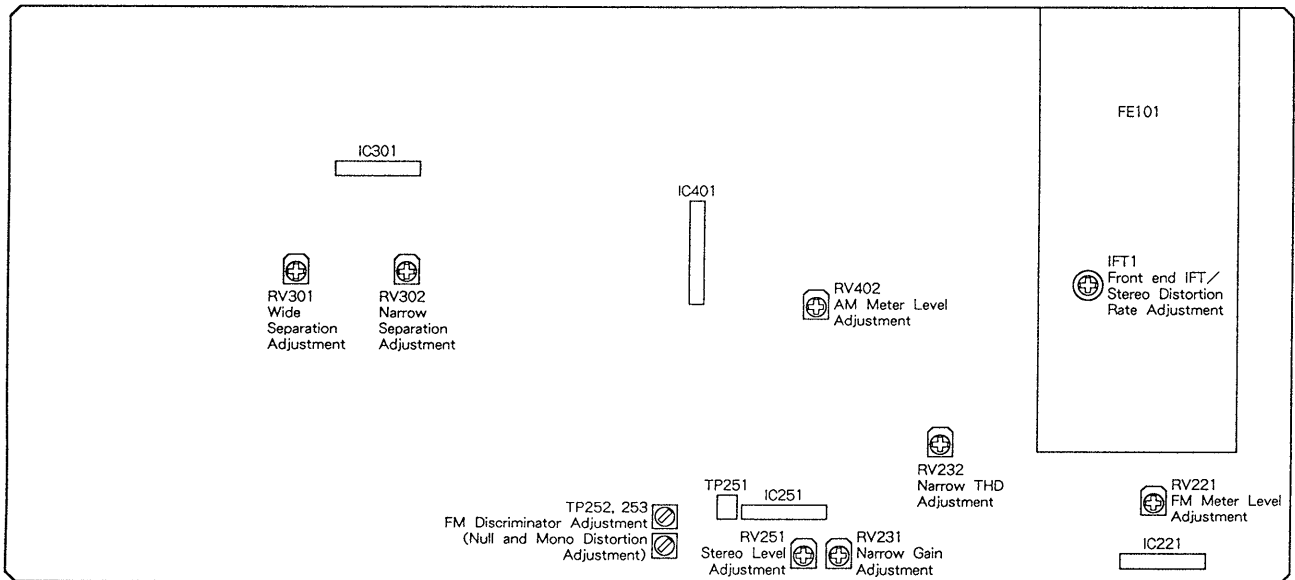 FE101
IC301
IC401
IFT1
Front end IFT/
Stereo Distortion
Rate Adjustment
RV301
Wide
Separation
Adjustment
RV302
Narrow
Separation
Adjustment
RV402
AM Meter Level
Adjustment
RV232
Narrow THD
Adjustment
TP251
IC251
RV221
FM Meter Level
Adjustment
TP252, 253
FM Discriminator Adjustment
(Null and Mono Distortion
Adjustment)
RV251
Stereo Level
Adjustment
RV231
Narrow Gain
Adjustment
IC221